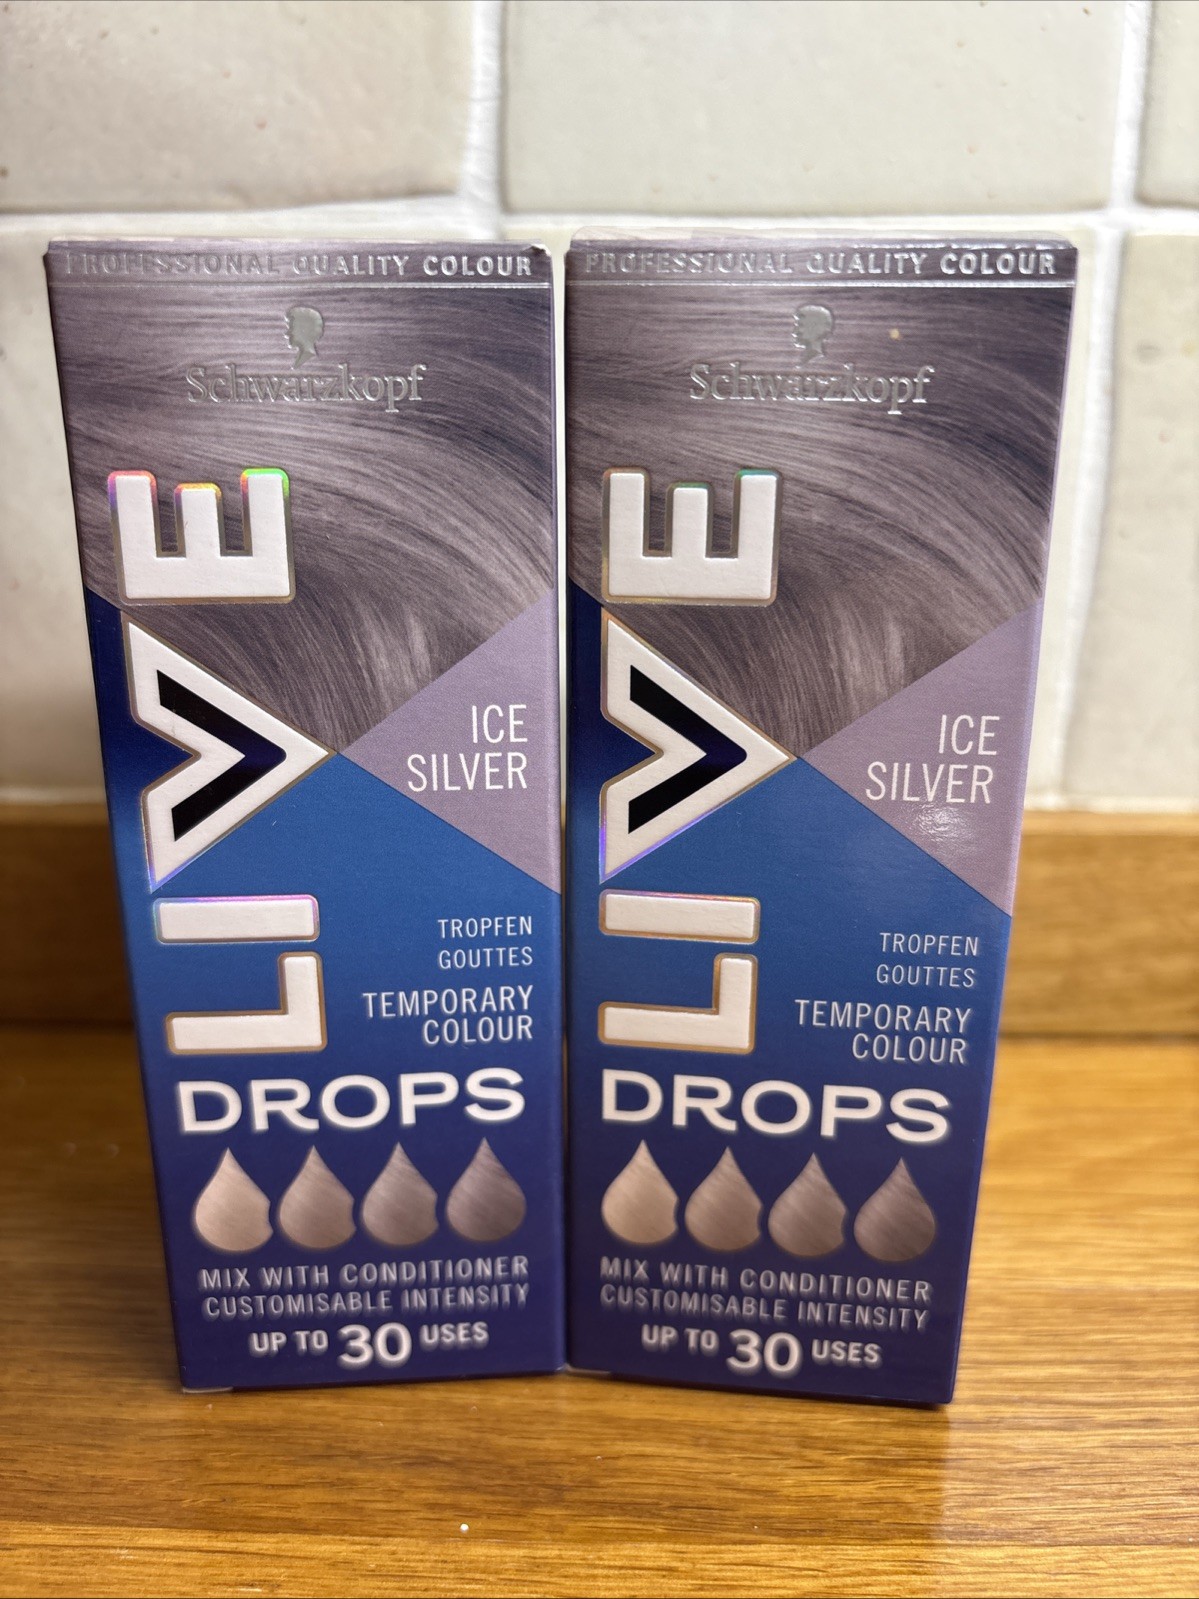 PROFESSIONAL QUALITY COLOUR
Schwarzkopf
LIVE
ICE
SILVER
TROPFEN
GOUTTES
TEMPORARY
COLOUR
DROPS
MIX WITH CONDITIONER
CUSTOMISABLE INTENSITY
UP TO 30 USES
PROFESSIONAL QUALITY COLOUR
Schwarzkopf
LIVE
ICE
SILVER
TROPFEN
GOUTTES
TEMPORARY
COLOUR
DROPS
MIX WITH CONDITIONER
CUSTOMISABLE INTENSITY
UP TO 30 USES